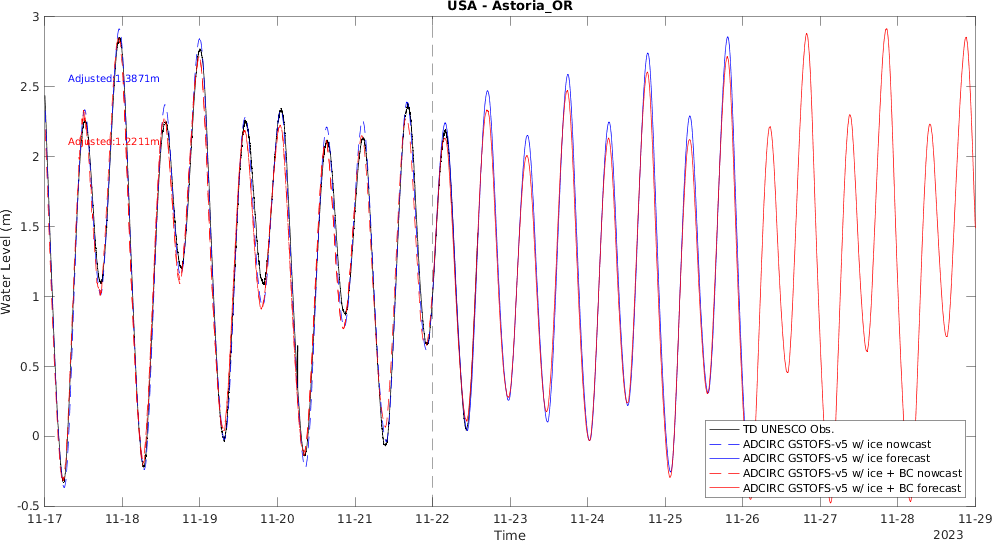 USA - Astoria_OR
Water Level (m)
3
2.5
2
1.5
1
0.5
0
-0.5
Adjusted:1.3871m
Adjusted:1.2211m
TD UNESCO Obs.
ADCIRC GSTOFS-v5 w/ ice nowcast
ADCIRC GSTOFS-v5 w/ ice forecast
ADCIRC GSTOFS-v5 w/ ice + BC nowcast
ADCIRC GSTOFS-v5 w/ ice + BC forecast
11-17 11-18 11-19 11-20 11-21 11-22 11-23 11-24 11-25 11-26 11-27 11-28 11-29
Time
2023